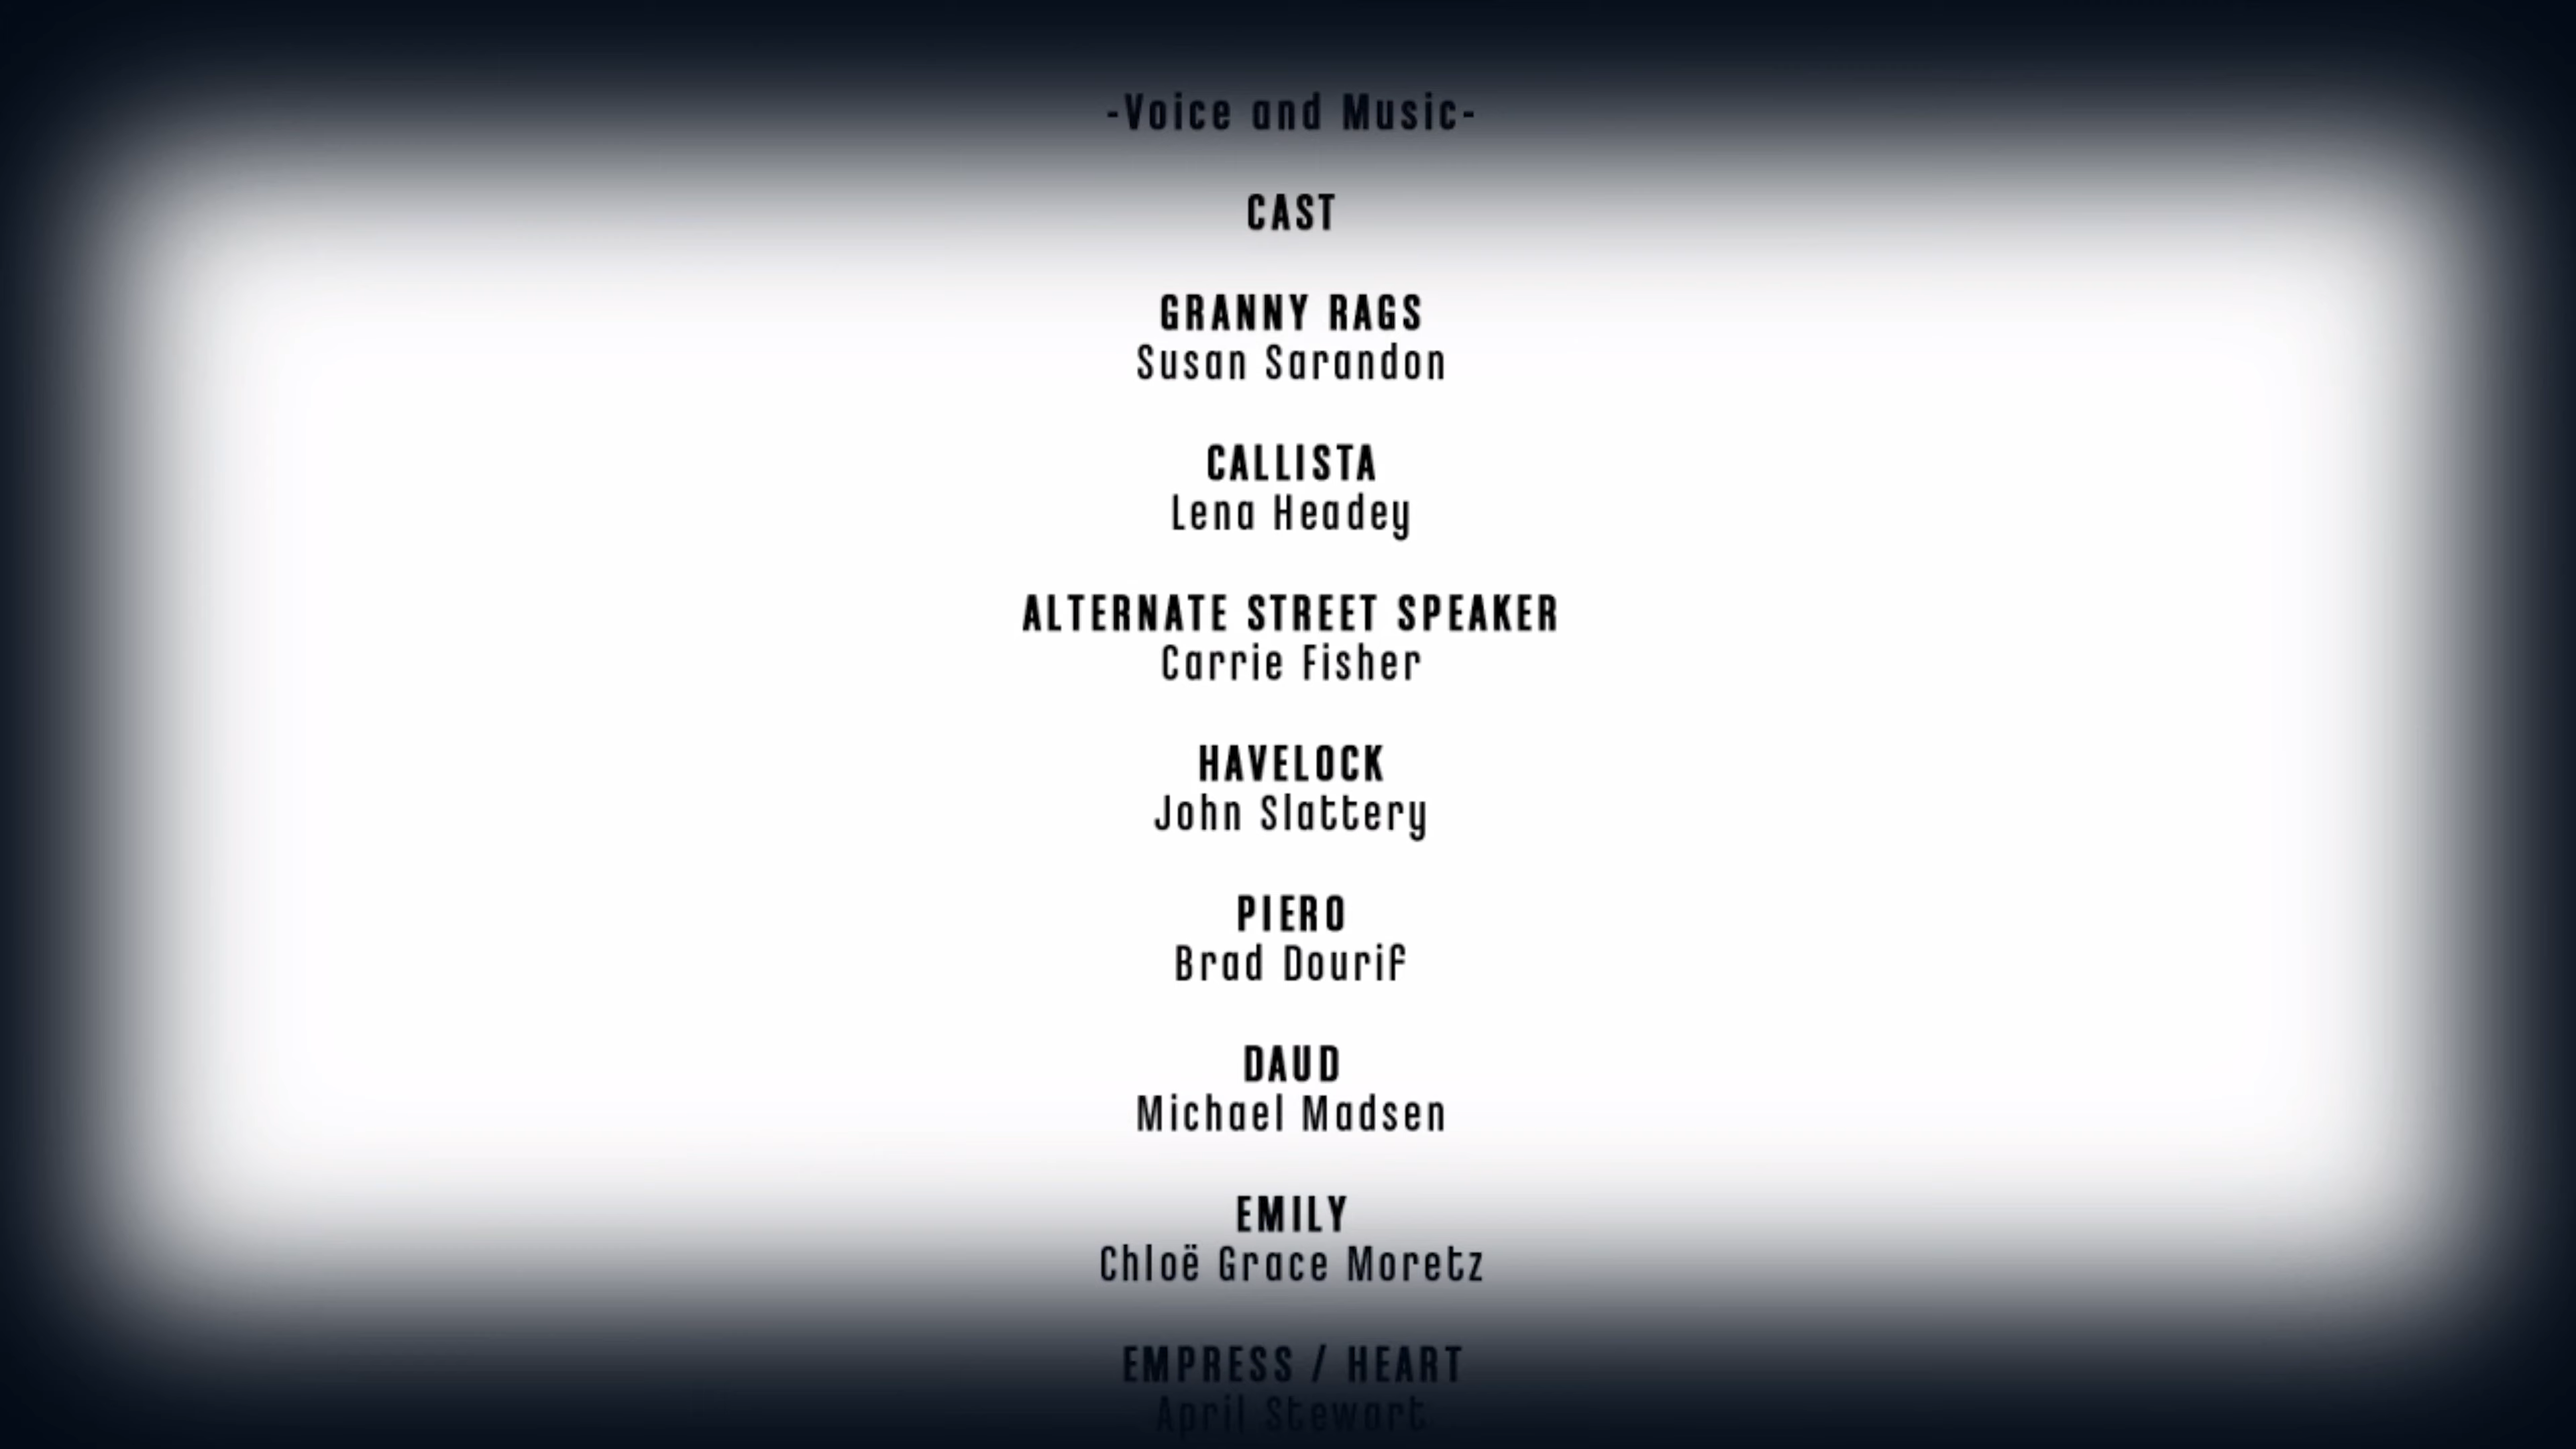 -Voice and Music-
CAST
GRANNY RAGS
Susan Sarandon
CALLISTA
Lena Headey
ALTERNATE STREET SPEAKER
Carrie Fisher
HAVELOCK
John Slattery
PIERO
Brad Dourif
DAUD
Michael Madsen
EMILY
Chloë Grace Moretz
EMPRESS / HEART
April Stewart